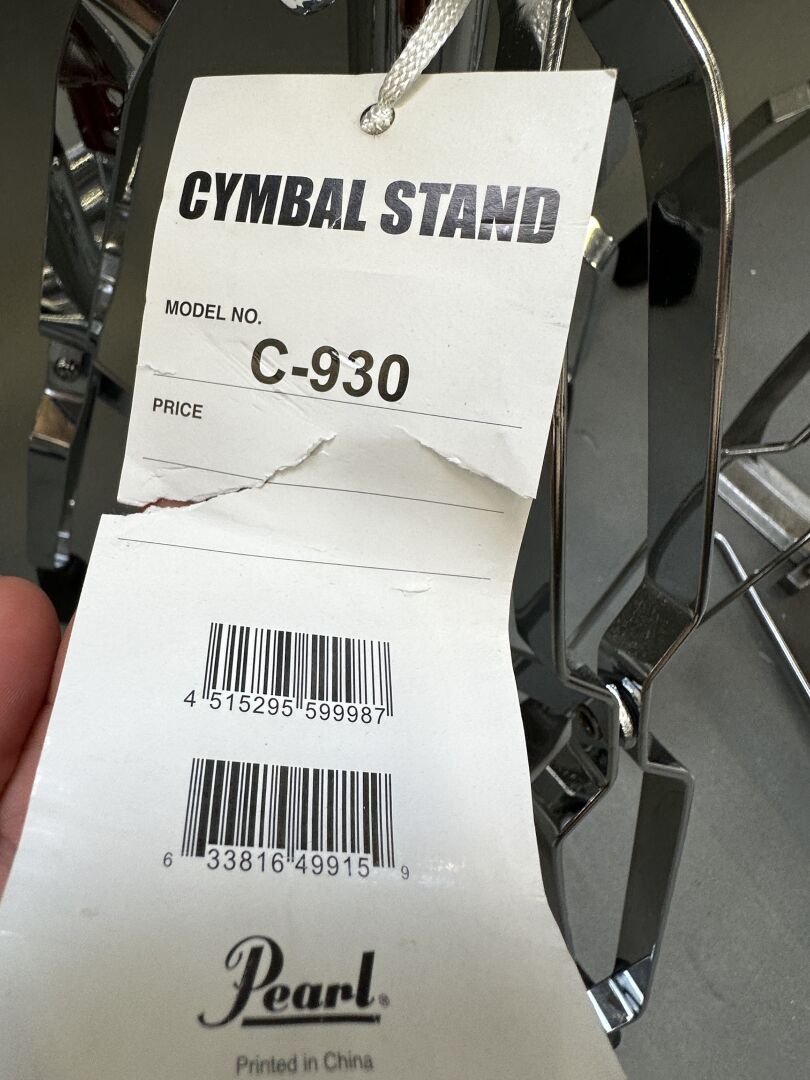 CYMBAL STAND
MODEL NO.
C-930
PRICE
4 515295 599987
6 33816 49915 9
Pearl®
Printed in China